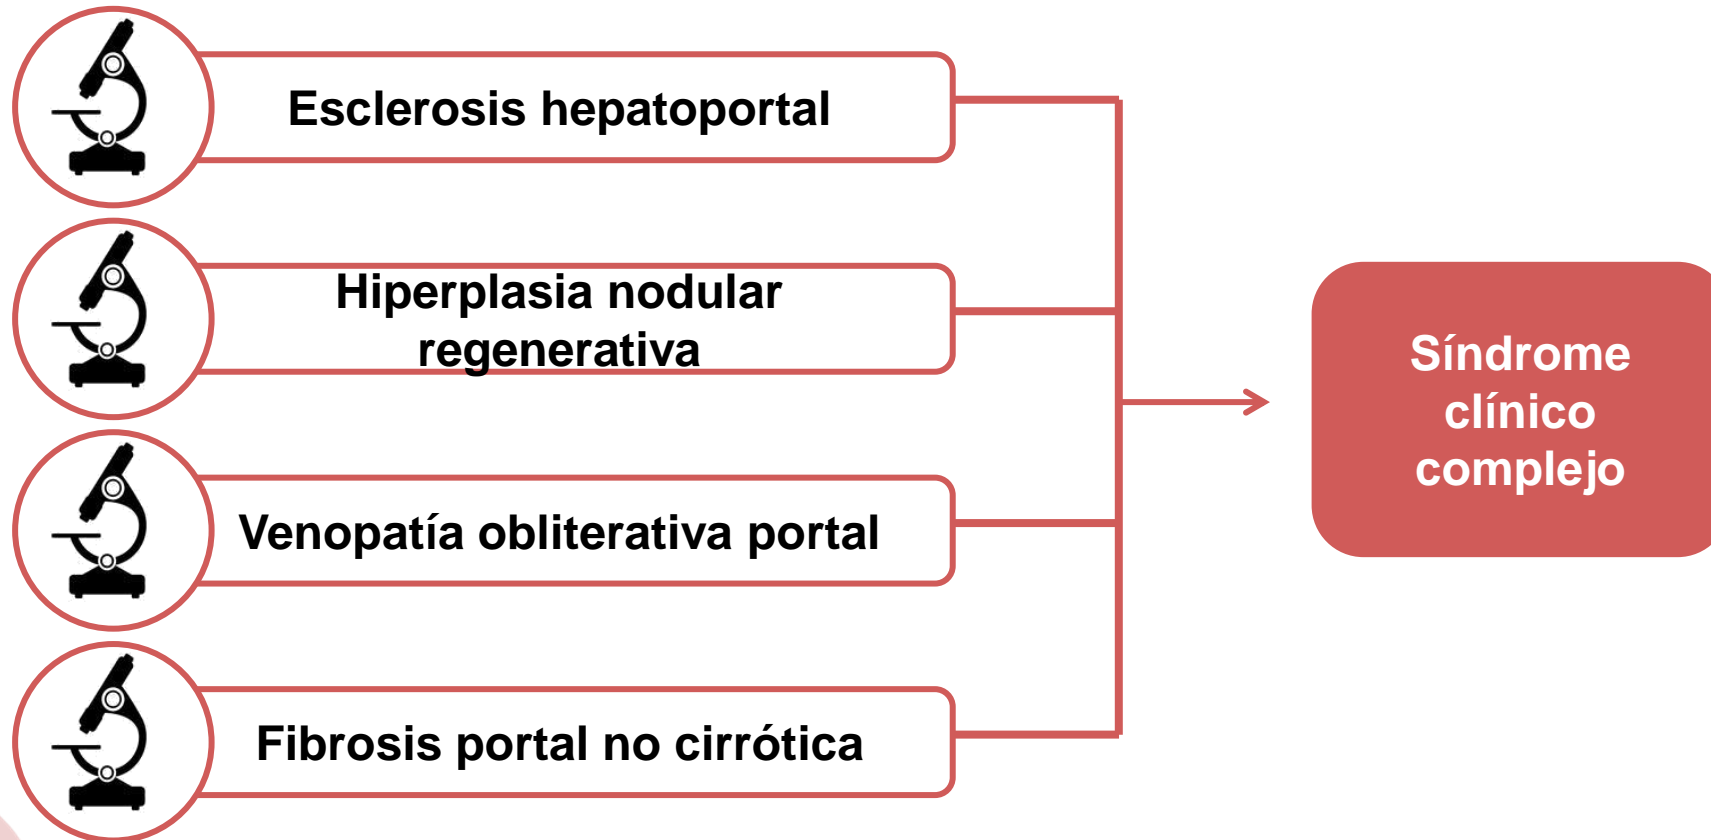 Esclerosis hepatoportal
Hiperplasia nodular
regenerativa
Venopatía obliterativa portal
Fibrosis portal no cirrótica
Síndrome
clínico
complejo